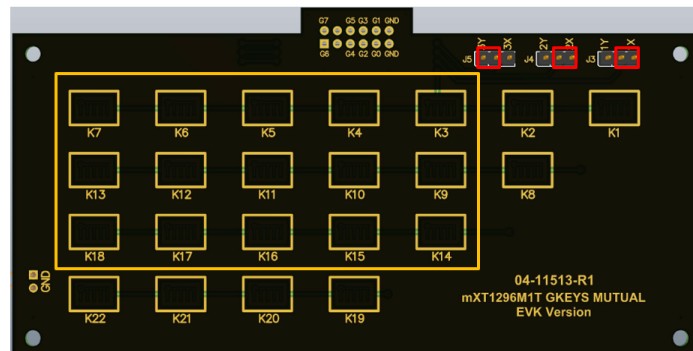 G7 G5 G3 G1 GND
G6 G4 G2 G0 GND
J5 3Y 3X J4 2Y 2X J3 1Y 1X
K7 K6 K5 K4 K3 K2 K1
K13 K12 K11 K10 K9 K8
K18 K17 K16 K15 K14
GND
04-11513-R1
mXT1296M1T GKEYS MUTUAL
EVK Version
K22 K21 K20 K19